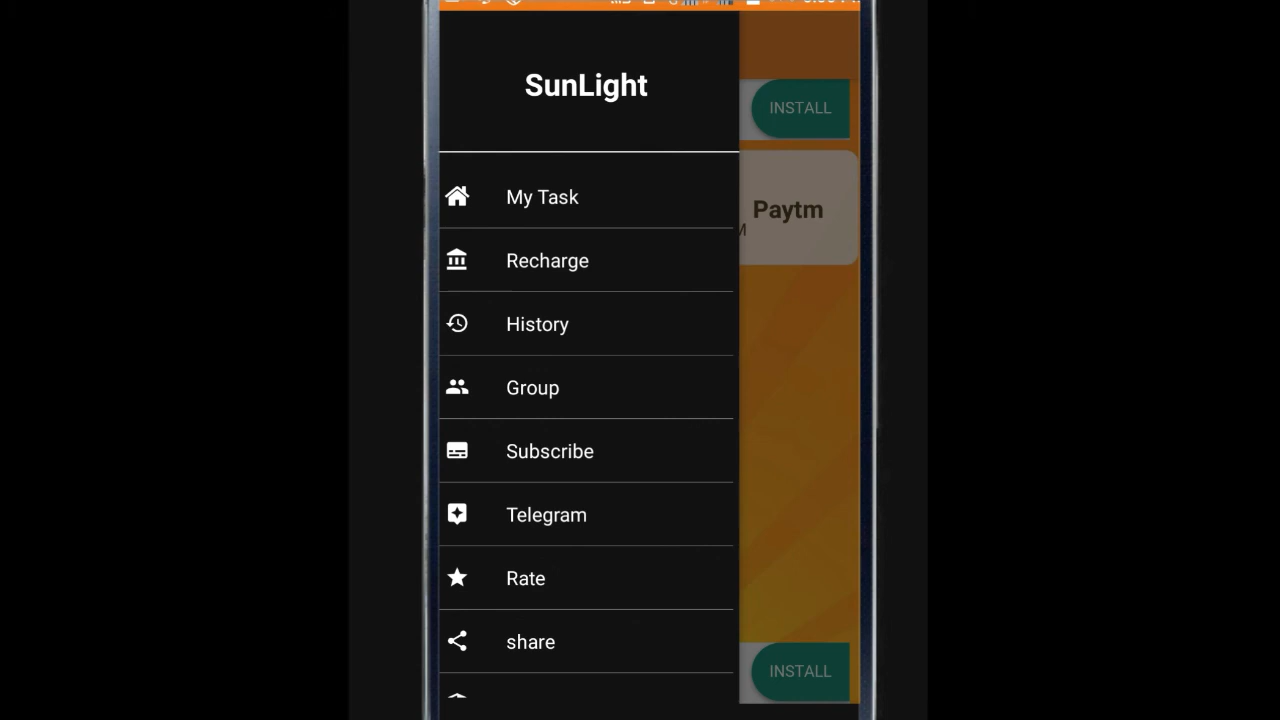 SunLight
INSTALL
My Task
Paytm
Recharge
History
Group
Subscribe
Telegram
Rate
share
INSTALL